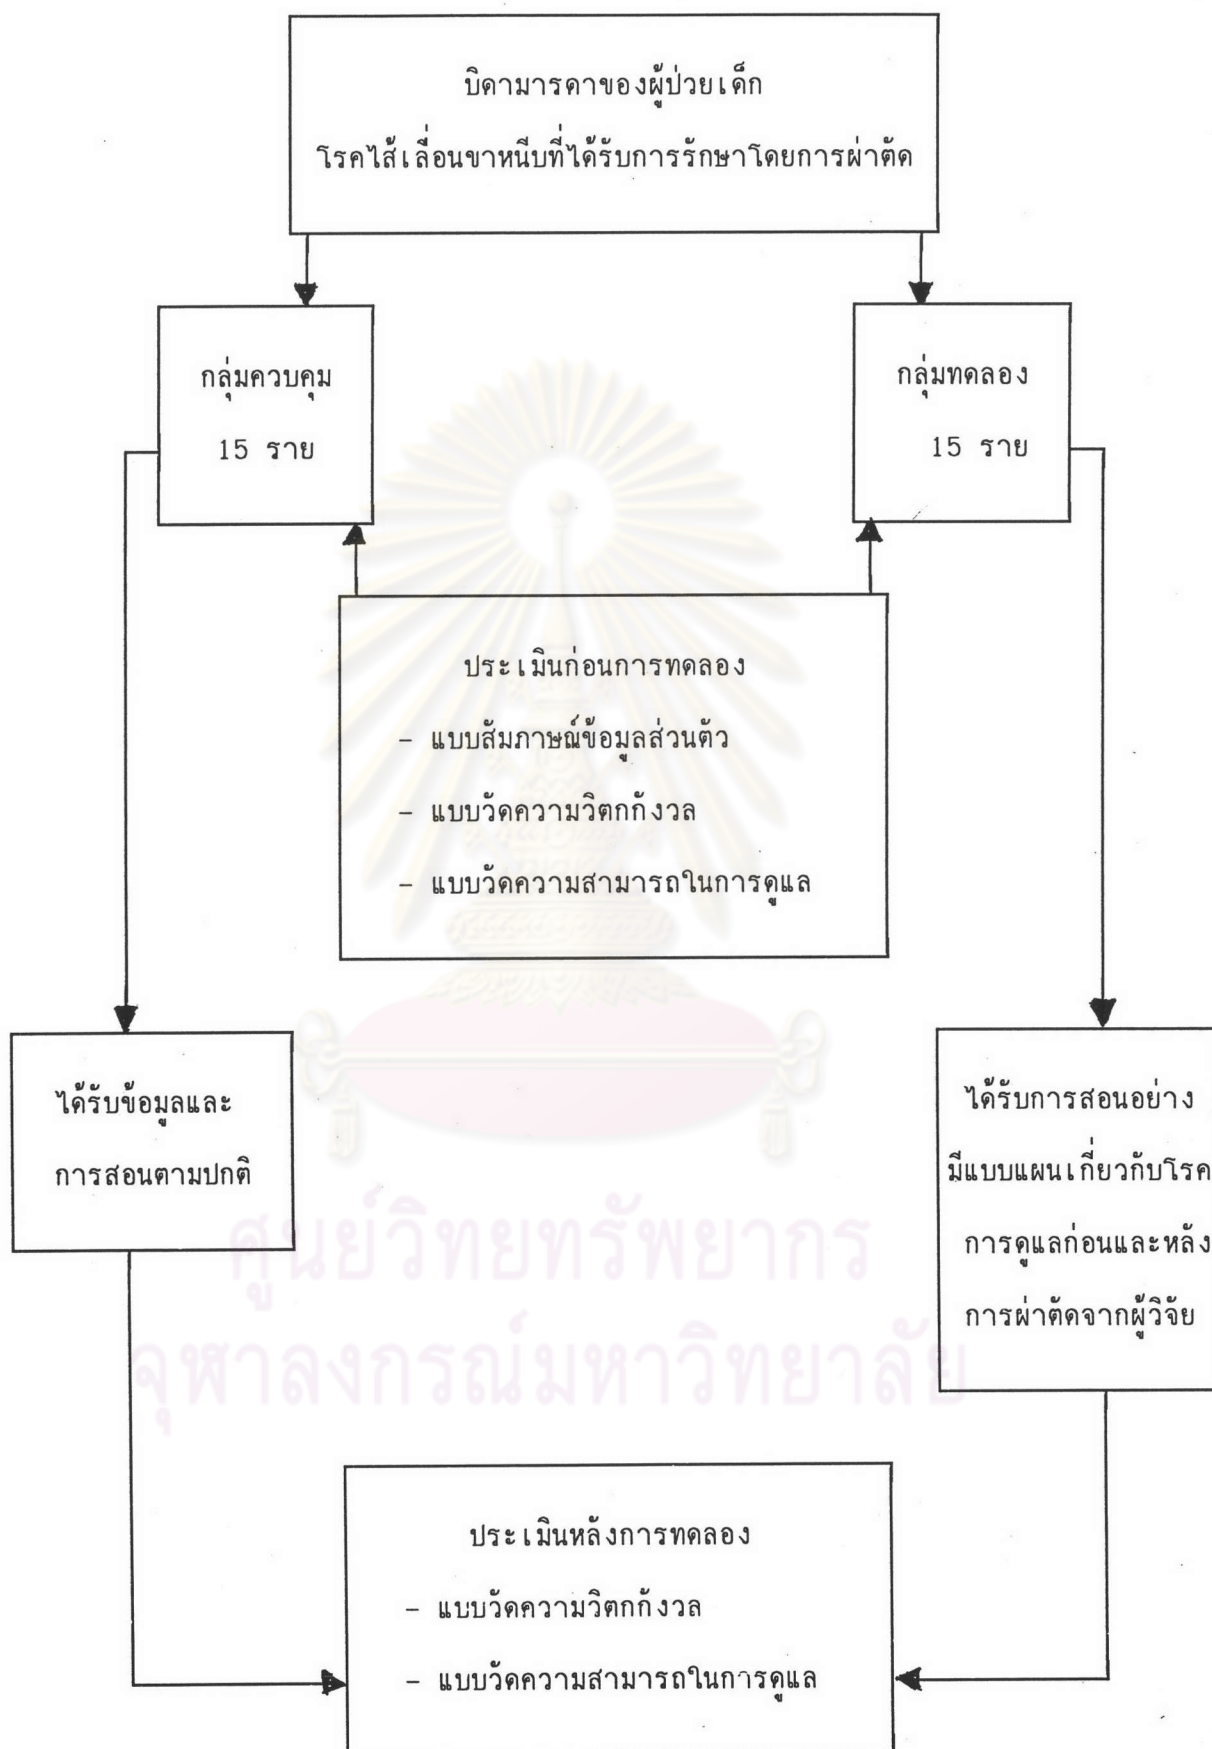 บิดามารดาของผู้ป่วยเด็ก
โรคไส้เลื่อนขาหนีบที่ได้รับการรักษาโดยการผ่าตัด
กลุ่มควบคุม
15 ราย
กลุ่มทดลอง
15 ราย
ประเมินก่อนการทดลอง
- แบบสัมภาษณ์ข้อมูลส่วนตัว
- แบบวัดความวิตกกังวล
- แบบวัดความสามารถในการดูแล
ได้รับข้อมูลและ
การสอนตามปกติ
ได้รับการสอนอย่าง
มีแบบแผนเกี่ยวกับโรค
การดูแลก่อนและหลัง
การผ่าตัดจากผู้วิจัย
ศูนย์วิทยทรัพยากร
จุฬาลงกรณ์มหาวิทยาลัย
ประเมินหลังการทดลอง
- แบบวัดความวิตกกังวล
- แบบวัดความสามารถในการดูแล